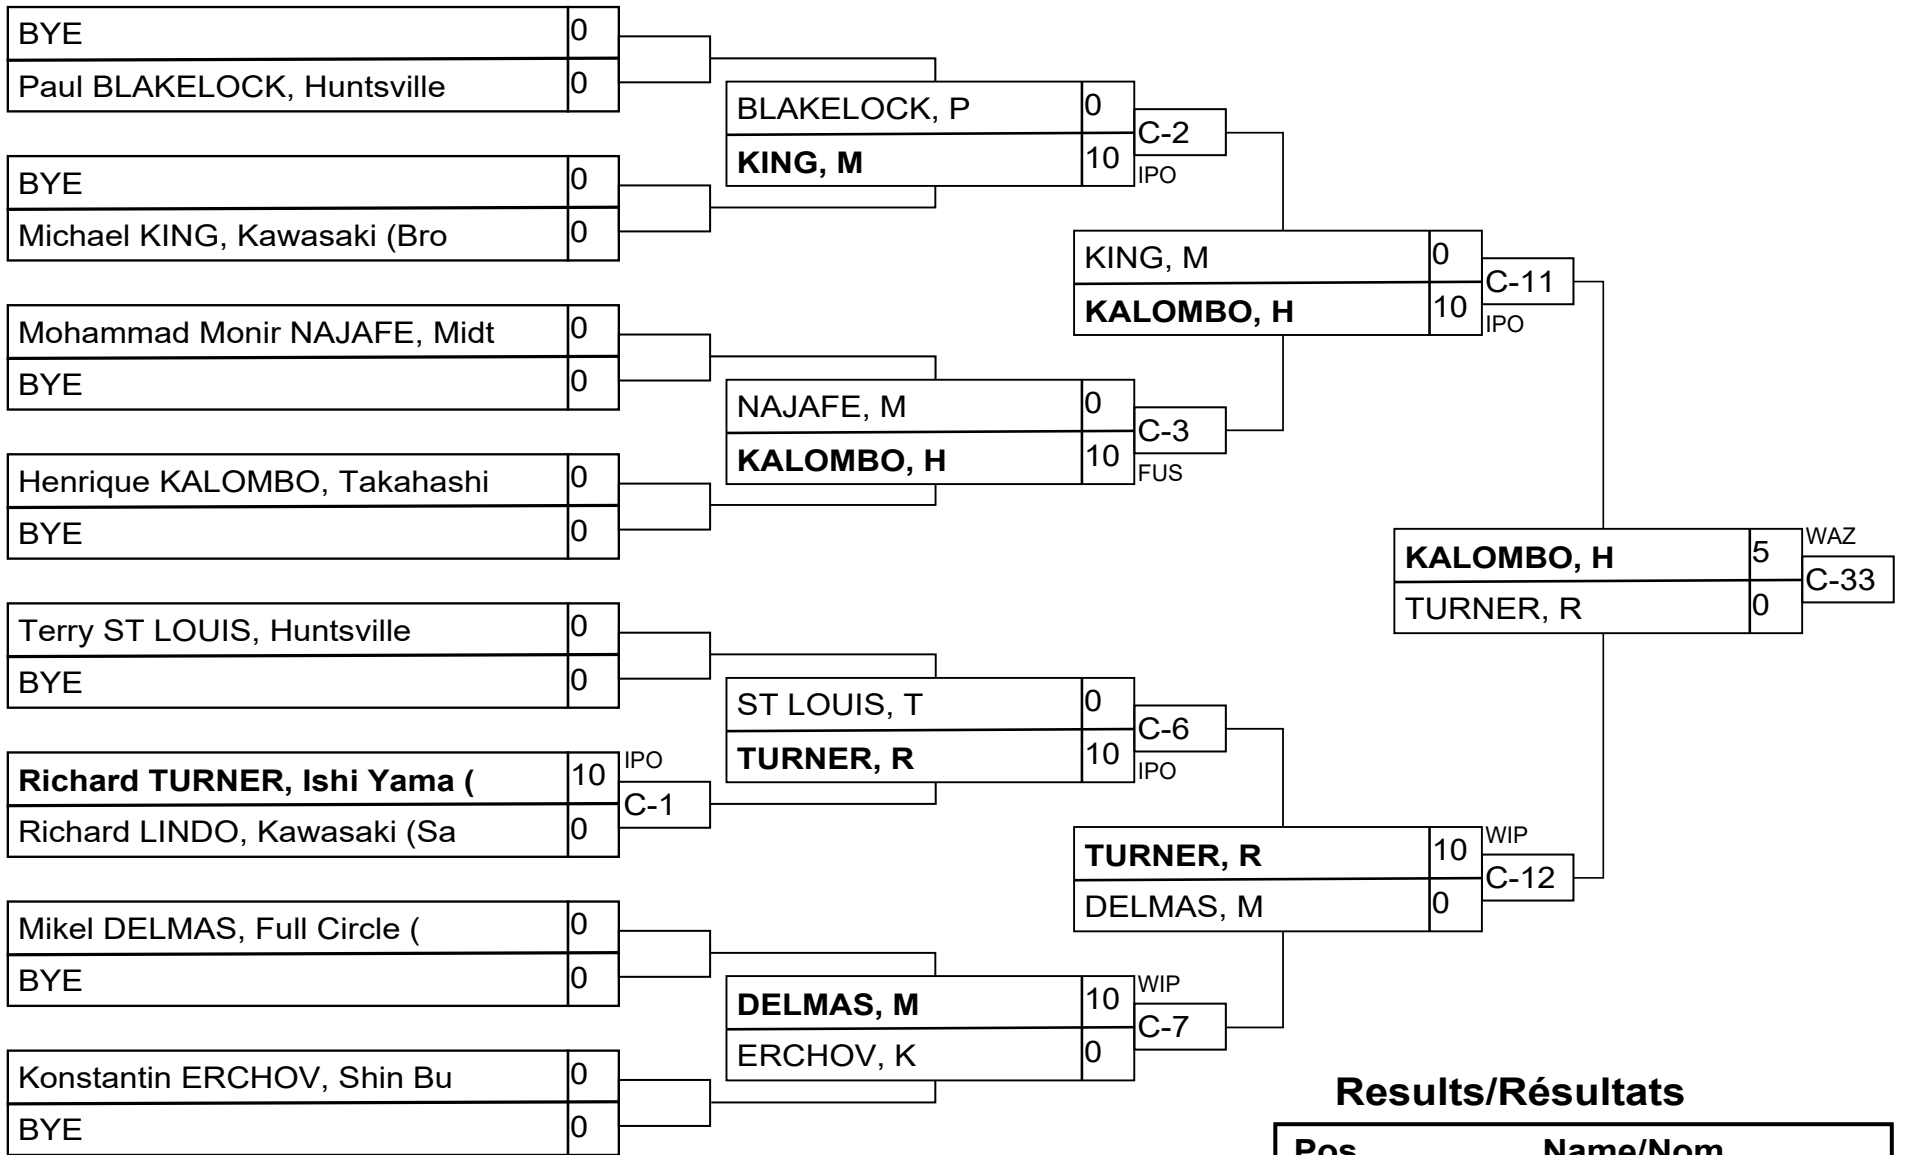 BYE 0
Paul BLAKELOCK, Huntsville 0
BYE 0
Michael KING, Kawasaki (Bro 0
Mohammad Monir NAJAFE, Midt 0
BYE 0
Henrique KALOMBO, Takahashi 0
BYE 0
Terry ST LOUIS, Huntsville 0
BYE 0
Richard TURNER, Ishi Yama ( 10
Richard LINDO, Kawasaki (Sa 0
IPO
C-1
Mikel DELMAS, Full Circle ( 0
BYE 0
Konstantin ERCHOV, Shin Bu 0
BYE 0
BLAKELOCK, P 0
KING, M 10
C-2
IPO
NAJAFE, M 0
KALOMBO, H 10
C-3
FUS
ST LOUIS, T 0
TURNER, R 10
C-6
IPO
DELMAS, M 10
ERCHOV, K 0
WIP
C-7
KING, M 0
KALOMBO, H 10
C-11
IPO
TURNER, R 10
DELMAS, M 0
WIP
C-12
KALOMBO, H 5
TURNER, R 0
WAZ
C-33
Results/Résultats
Pos Name/Nom